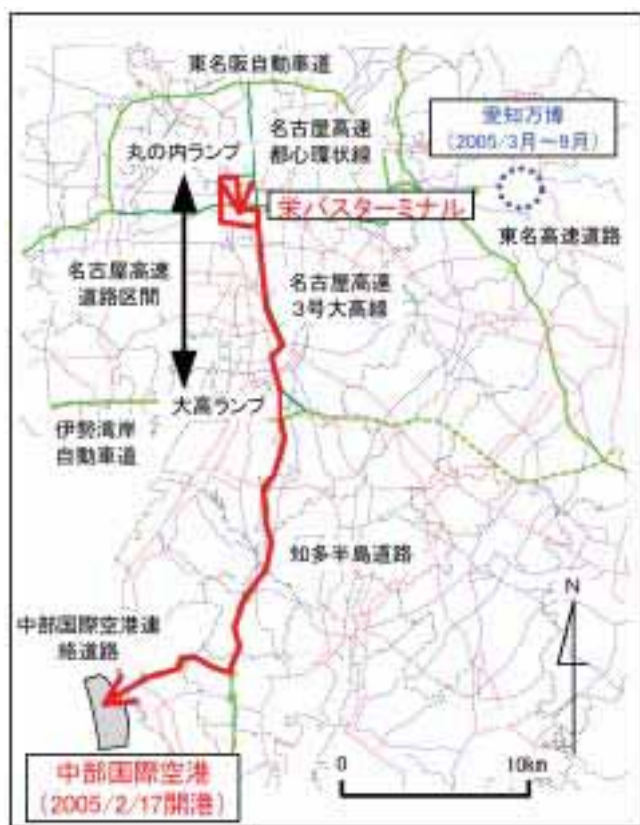 東名阪自動車道
名古屋高速
都心環状線
愛知万博
(2005/3月～9月)
丸の内ランプ
栄バスターミナル
東名高速道路
名古屋高速
道路区間
名古屋高速
3号大高線
大高ランプ
伊勢湾岸
自動車道
知多半島道路
N
中部国際空港連
絡道路
0 10km
中部国際空港
(2005/2/17開港)